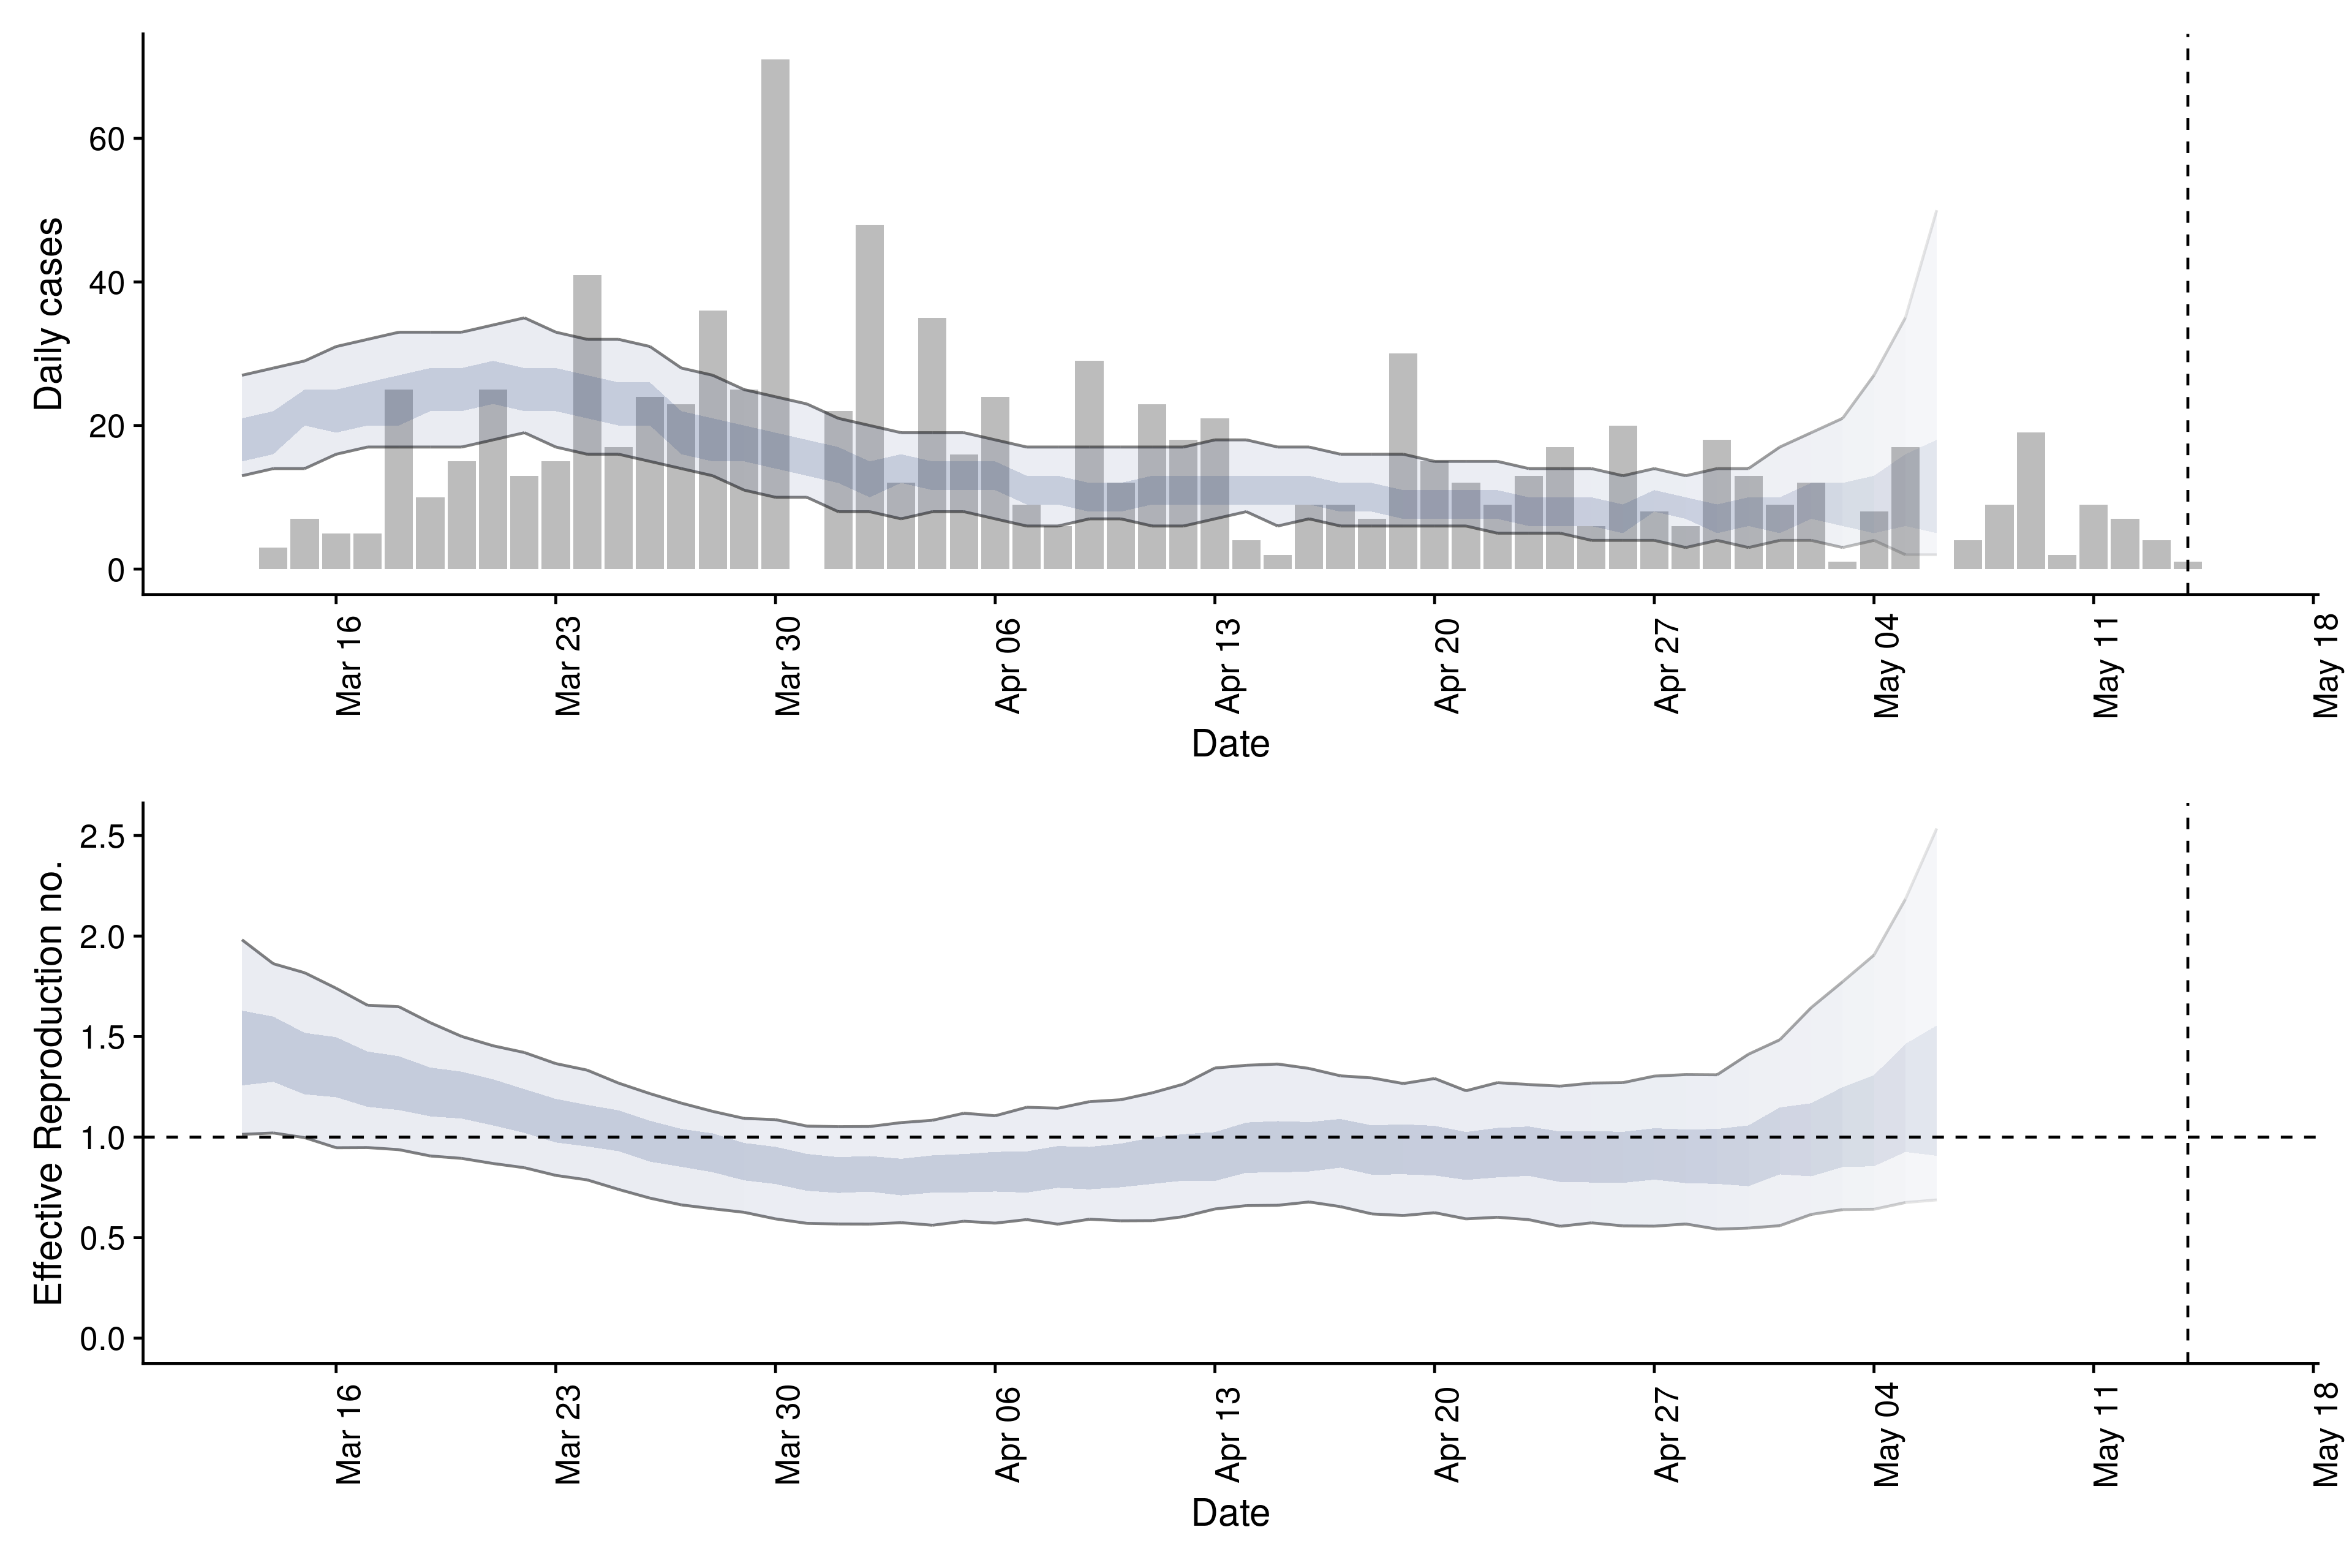 Daily cases
60
40
20
0
Mar 16
Mar 23
Mar 30
Apr 06
Apr 13
Apr 20
Apr 27
May 04
May 11
May 18
Date
Effective Reproduction no.
2.5
2.0
1.5
1.0
0.5
0.0
Mar 16
Mar 23
Mar 30
Apr 06
Apr 13
Apr 20
Apr 27
May 04
May 11
May 18
Date